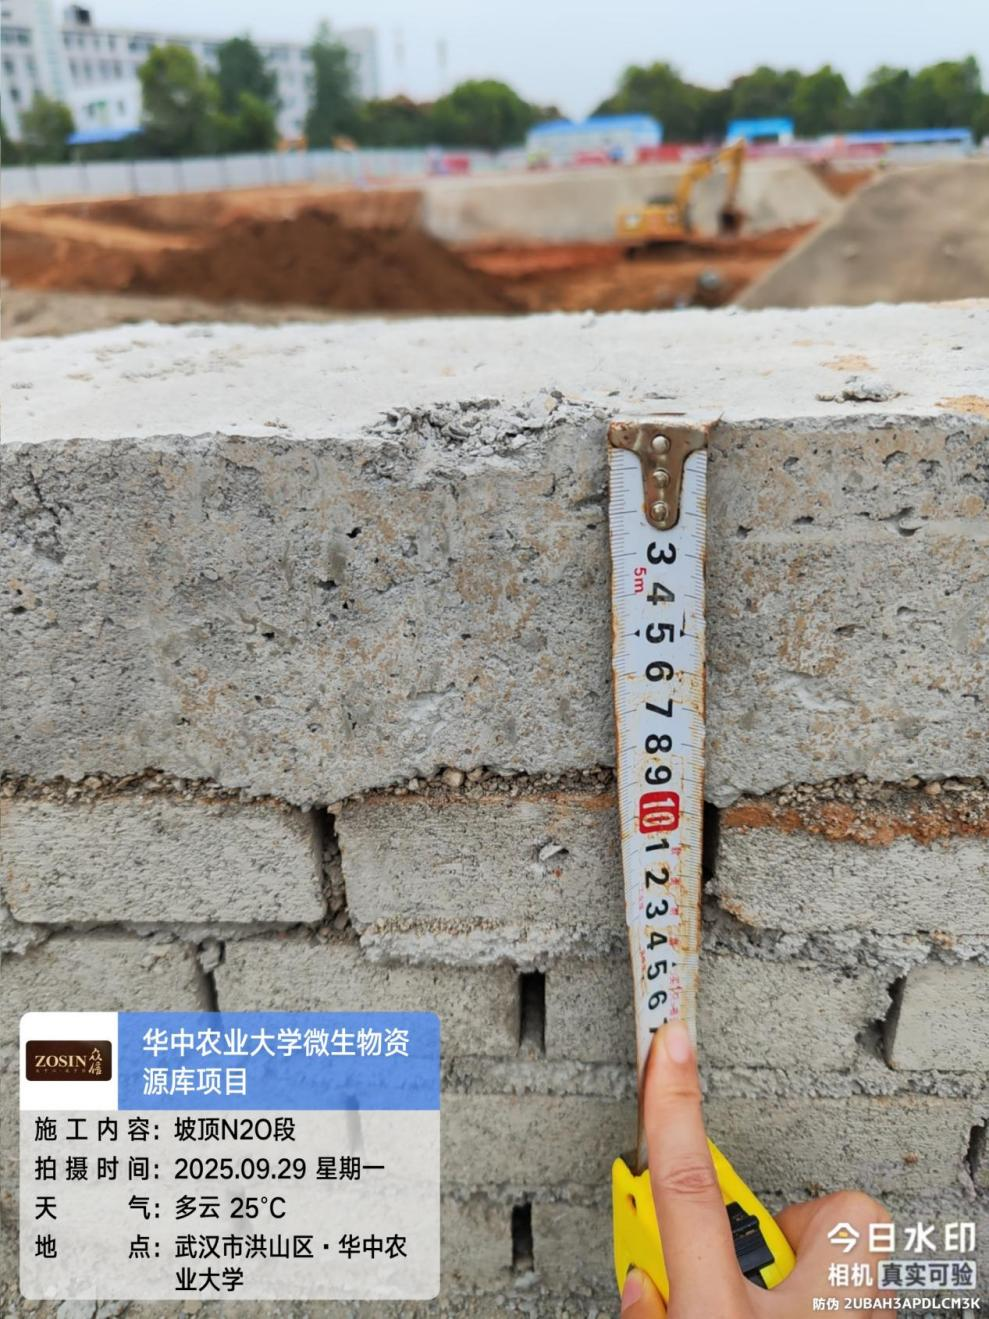 3
5m
4
5
6
7
8
9
10
1
2
3
4
5
6
ZOSIN 众信
华中农业大学微生物资
源库项目
施工内容：坡顶N2O段
拍摄时间：2025.09.29 星期一
天气：多云 25°C
地点：武汉市洪山区·华中农
业大学
今日水印
相机 真实可验
防伪 2UBAH3APDLCM3K